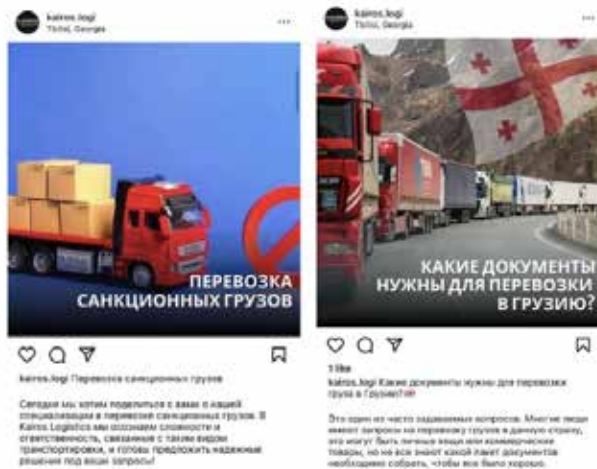 kairos.logi
Tbilisi, Georgia
ПЕРЕВОЗКА
САНКЦИОННЫХ ГРУЗОВ
kairos.logi Перевозка санкционных грузов
Сегодня мы хотим поделиться с вами о нашей
специализации в перевозке санкционных грузов. В
Kairos Logistics мы осознаем сложности и
ответственность, связанные с таким видом
транспортировки, и готовы предложить надежные
решения под ваши запросы!
kairos.logi
Tbilisi, Georgia
КАКИЕ ДОКУМЕНТЫ
НУЖНЫ ДЛЯ ПЕРЕВОЗКИ
В ГРУЗИЮ?
1 like
kairos.logi Какие документы нужны для перевозки
груза в Грузию?
Это один из часто задаваемых вопросов. Многие люди
имеют запросы на перевозку грузов в данную страну,
это могут быть личные вещи или коммерческие
товары, но не все знают какой пакет документов
необходимо собрать, чтобы все было хорошо.